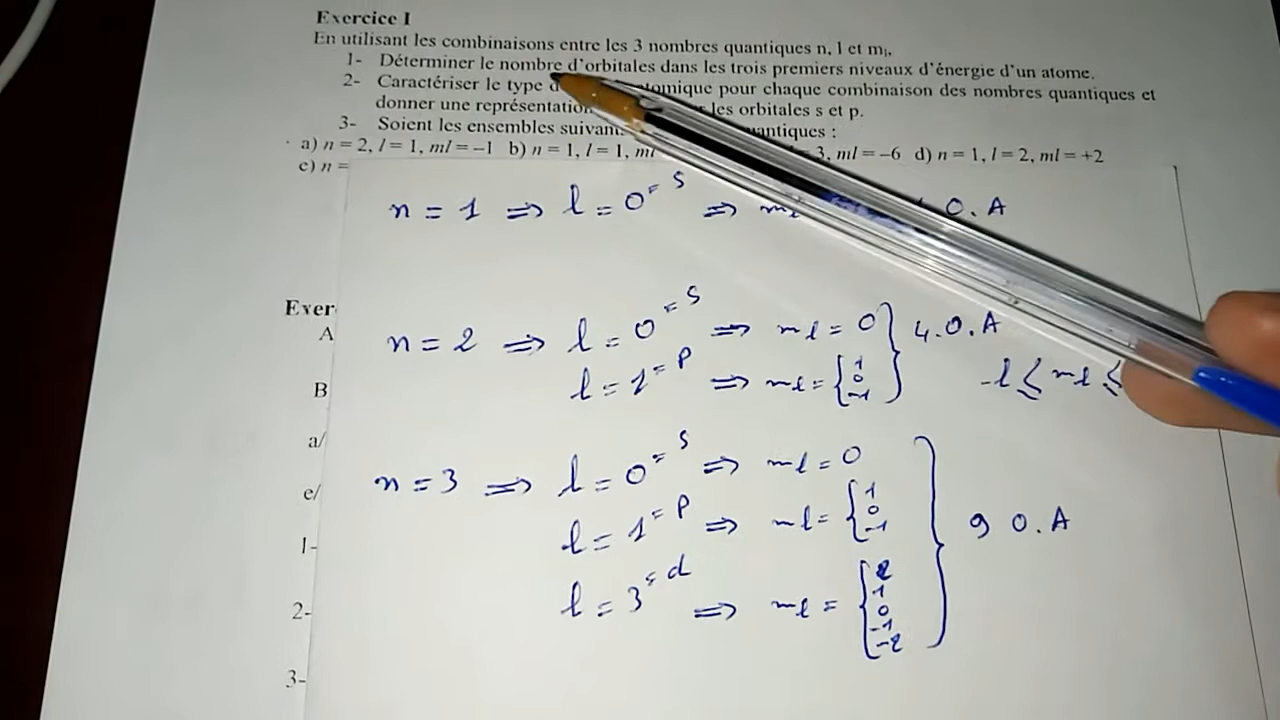 Exercice I
En utilisant les combinaisons entre les 3 nombres quantiques n, l et mₗ,
1- Déterminer le nombre d'orbitales dans les trois premiers niveaux d'énergie d'un atome.
2- Caractériser le type atomique pour chaque combinaison des nombres quantiques et
donner une représentation les orbitales s et p.
3- Soient les ensembles suivan quantiques :
a) n = 2, l = 1, ml = −1 b) n = 1, l = 1, ml 3, ml = −6 d) n = 1, l = 2, ml = +2
c) n =
n = 1 ⇒ l = 0 = s ⇒ ml 1 O.A
Exer
A
n = 2 ⇒ l = 0 = s ⇒ ml = 0 } 4.O.A
B
l = 1 = p ⇒ ml = { 1 0 -1 -l ≤ ml ≤
a/
n = 3 ⇒ l = 0 = s ⇒ ml = 0
e/
l = 1 = p ⇒ ml = { 1 0 -1 } 9 O.A
1-
l = 3 = d ⇒ ml = { 2 1 0 -1 -2
2-
3-